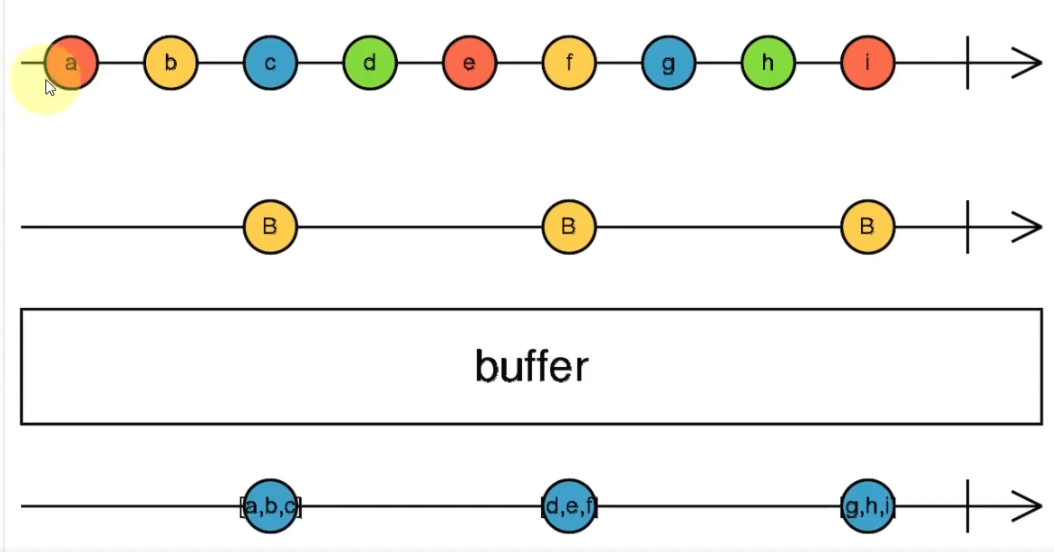 a b c d e f g h i
B B B
buffer
[a,b,c] [d,e,f] [g,h,i]